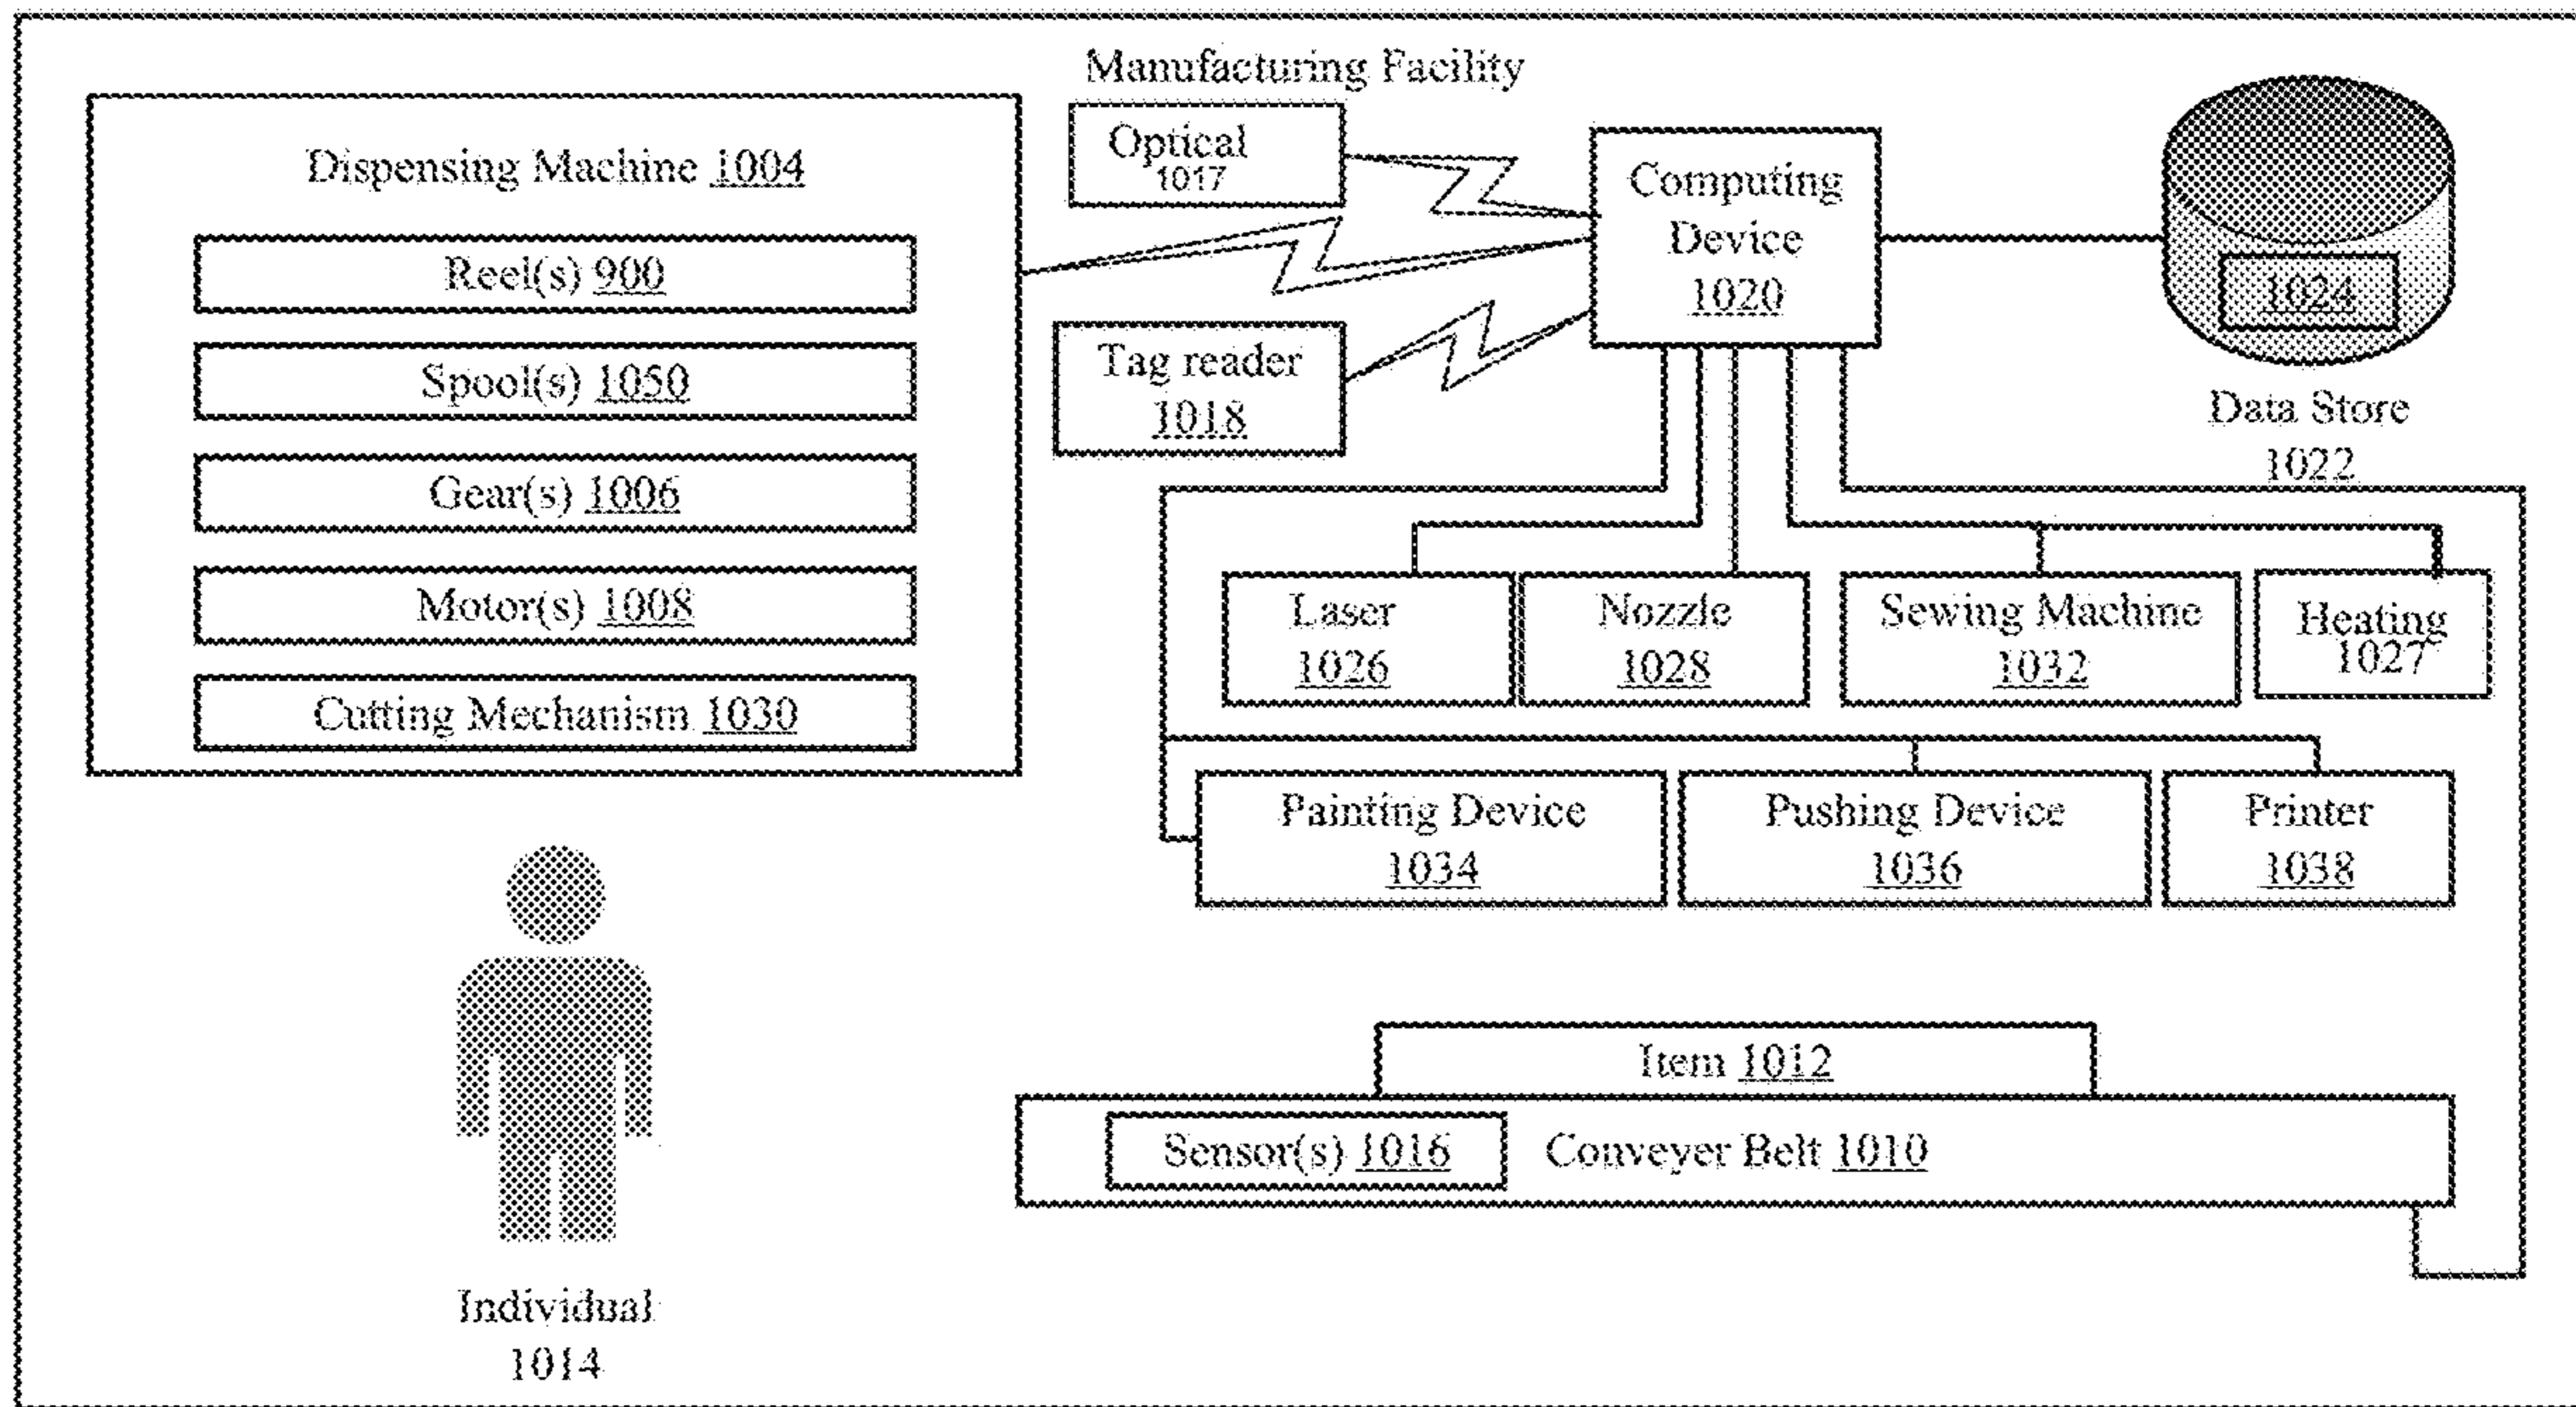 Manufacturing Facility
Dispensing Machine 1004
Reel(s) 900
Spool(s) 1050
Gear(s) 1006
Motor(s) 1008
Cutting Mechanism 1030
Optical
1017
Tag reader
1018
Computing
Device
1020
1024
Data Store
1022
Laser
1026
Nozzle
1028
Sewing Machine
1032
Heating
1027
Painting Device
1034
Pushing Device
1036
Printer
1038
Item 1012
Sensor(s) 1016
Conveyer Belt 1010
Individual
1014